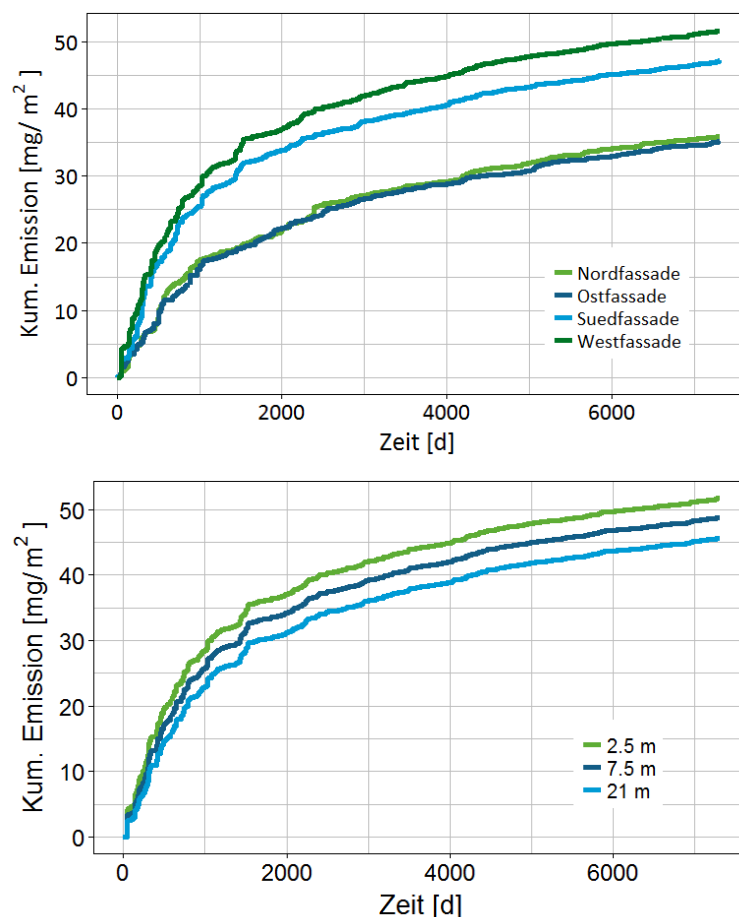 Kum. Emission [mg/ m²]
50
40
30
20
10
0
Nordfassade
Ostfassade
Suedfassade
Westfassade
0 2000 4000 6000
Zeit [d]
Kum. Emission [mg/ m²]
50
40
30
20
10
0
2.5 m
7.5 m
21 m
0 2000 4000 6000
Zeit [d]